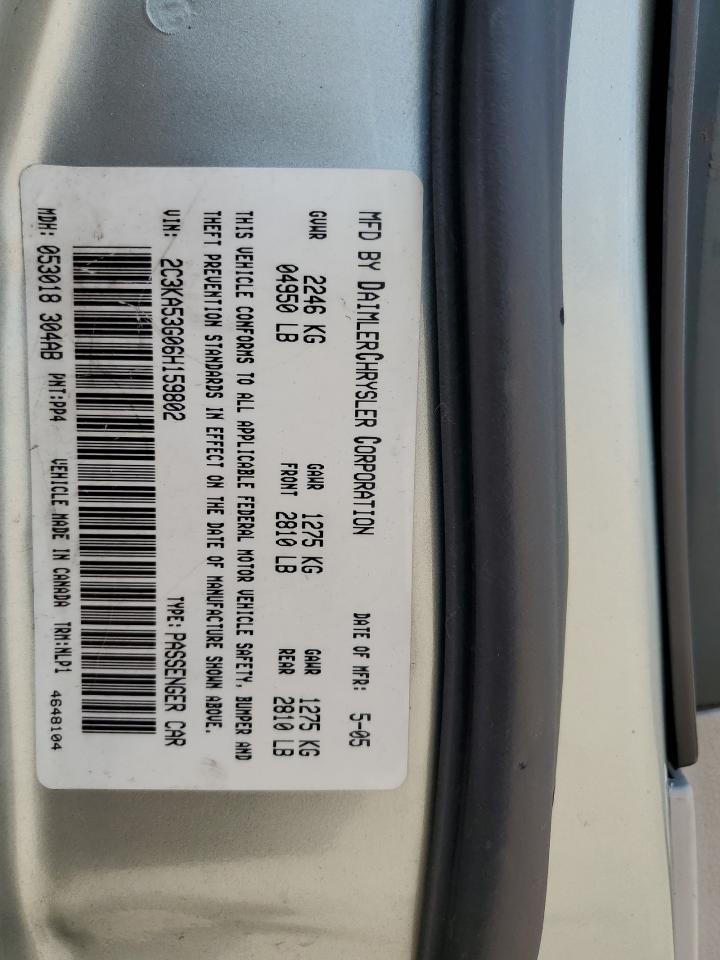 MFD BY DAIMLERCHRYSLER CORPORATION DATE OF MFR: 5-05
GVWR 2246 KG GAWR 1275 KG GAWR 1275 KG
04950 LB FRONT 2810 LB REAR 2810 LB
THIS VEHICLE CONFORMS TO ALL APPLICABLE FEDERAL MOTOR VEHICLE SAFETY, BUMPER AND
THEFT PREVENTION STANDARDS IN EFFECT ON THE DATE OF MANUFACTURE SHOWN ABOVE.
VIN: 2C3KA53G06H159802 TYPE: PASSENGER CAR
MDH: 053018 304AB PNT:PP4 VEHICLE MADE IN CANADA TRM:NLP1 4648104